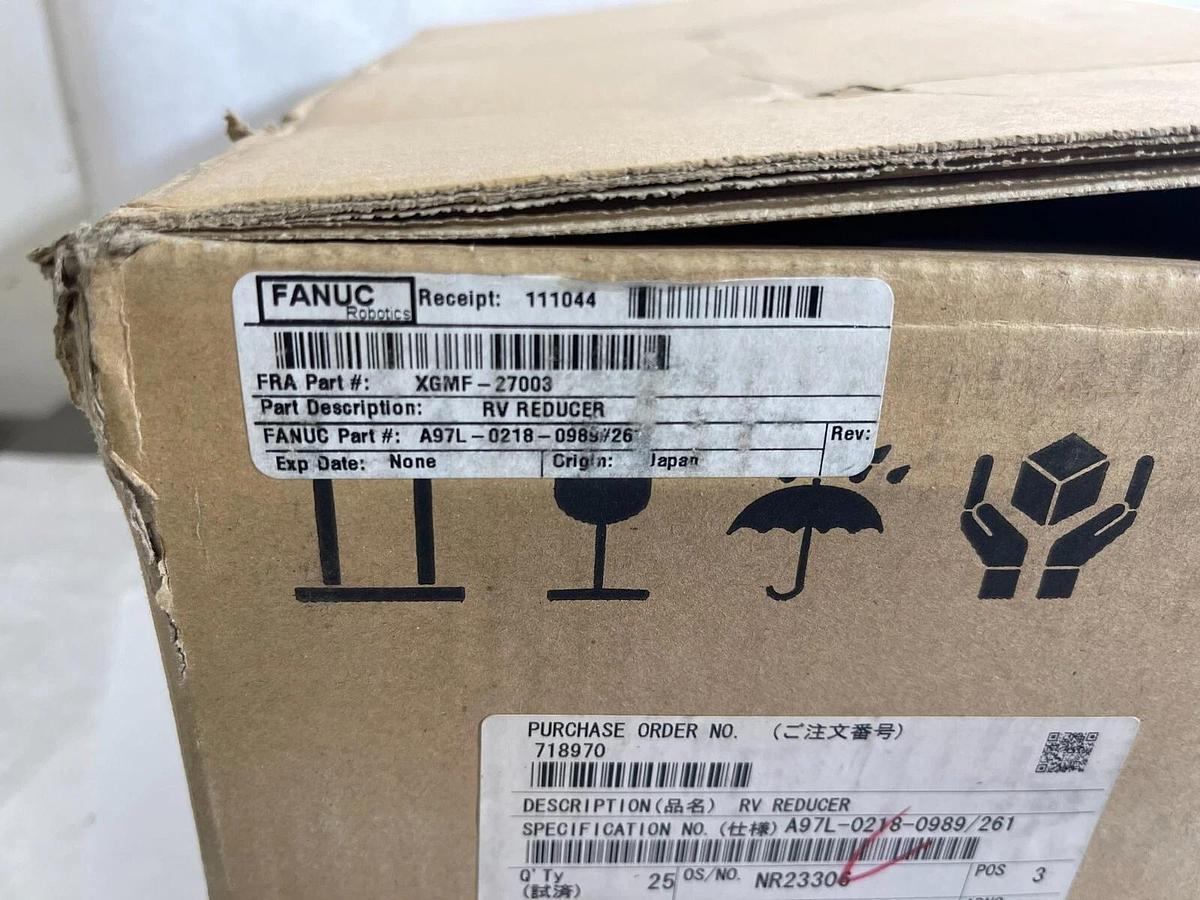 FANUC Robotics Receipt: 111044
FRA Part #: XGMF-27003
Part Description: RV REDUCER
FANUC Part #: A97L-0218-0989/26 Rev:
Exp Date: None Origin: Japan
PURCHASE ORDER NO. (ご注文番号)
718970
DESCRIPTION(品名) RV REDUCER
SPECIFICATION NO.(仕様) A97L-0218-0989/261
Q'Ty 25 OS/NO. NR23306 POS 3
(試済)